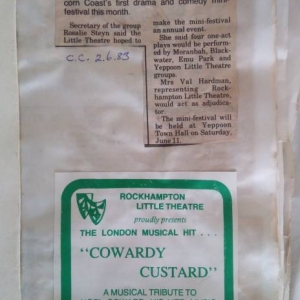 corn Coast's first drama and comedy mini-
festival this month.
Secretary of the group
Rosalie Steyn said the
Little Theatre hoped to
C.C. 2.6.83
make the mini-festival
an annual event.
She said four one-act
plays would be perform-
ed by Moranbah, Black-
water, Emu Park and
Yeppoon Little Theatre
groups.
Mrs Val Hardman,
representing Rock-
hampton Little Theatre,
would act as adjudica-
tor.
The mini-festival will
be held at Yeppoon
Town Hall on Saturday,
June 11.
ROCKHAMPTON
LITTLE THEATRE
proudly presents
THE LONDON MUSICAL HIT . . .
"COWARDY
CUSTARD"
A MUSICAL TRIBUTE TO